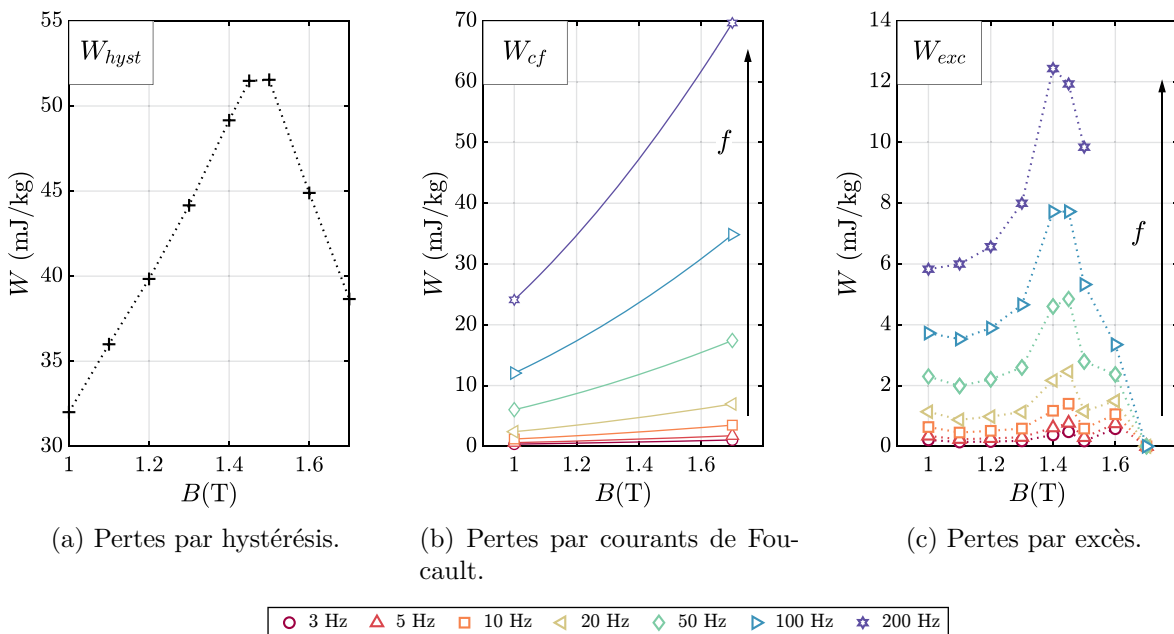 W_hyst
W (mJ/kg)
55
50
45
40
35
30
1
1.2
1.4
1.6
B(T)
(a) Pertes par hystérésis.
W_cf
f
W (mJ/kg)
70
60
50
40
30
20
10
0
1
1.2
1.4
1.6
B(T)
(b) Pertes par courants de Fou-
cault.
W_exc
f
W (mJ/kg)
14
12
10
8
6
4
2
0
1
1.2
1.4
1.6
B(T)
(c) Pertes par excès.
3 Hz 5 Hz 10 Hz 20 Hz 50 Hz 100 Hz 200 Hz